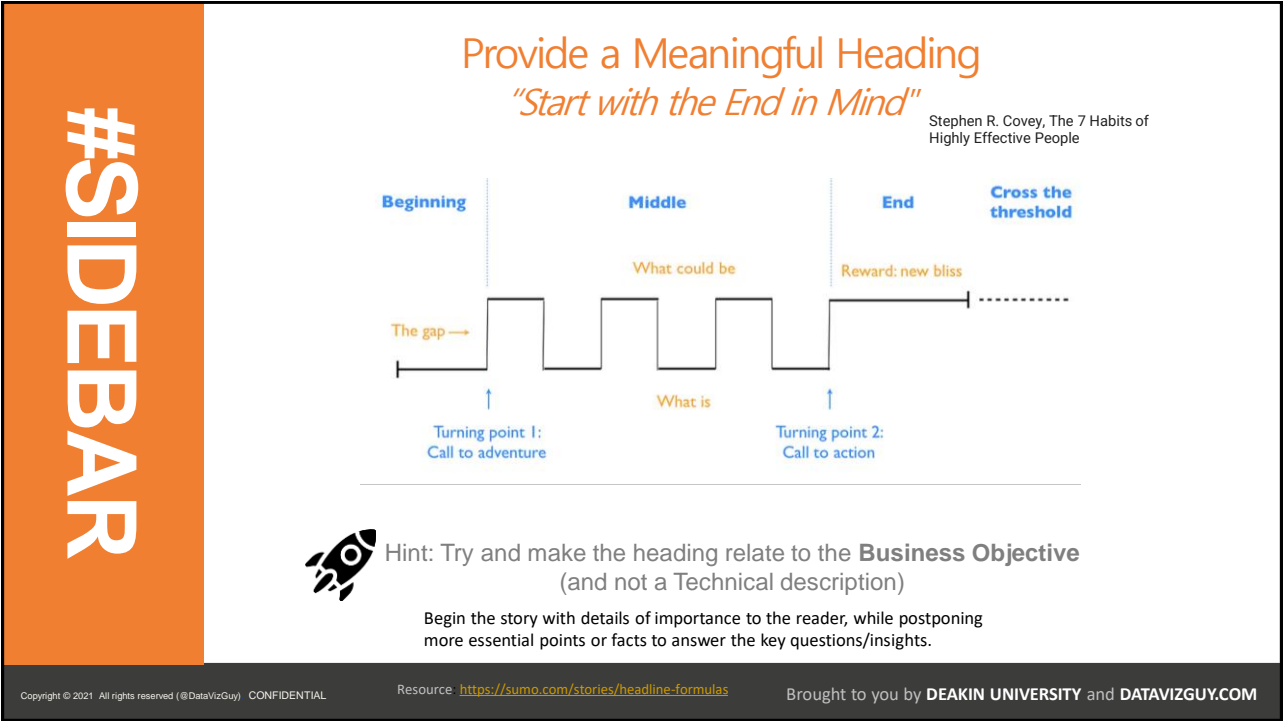 #SIDEBAR
Provide a Meaningful Heading
“Start with the End in Mind"
Stephen R. Covey, The 7 Habits of
Highly Effective People
Beginning
Middle
End
Cross the
threshold
What could be
Reward: new bliss
The gap →
What is
Turning point 1:
Call to adventure
Turning point 2:
Call to action
Hint: Try and make the heading relate to the Business Objective
(and not a Technical description)
Begin the story with details of importance to the reader, while postponing
more essential points or facts to answer the key questions/insights.
Copyright © 2021 All rights reserved (@DataVizGuy) CONFIDENTIAL
Resource: https://sumo.com/stories/headline-formulas
Brought to you by DEAKIN UNIVERSITY and DATAVIZGUY.COM